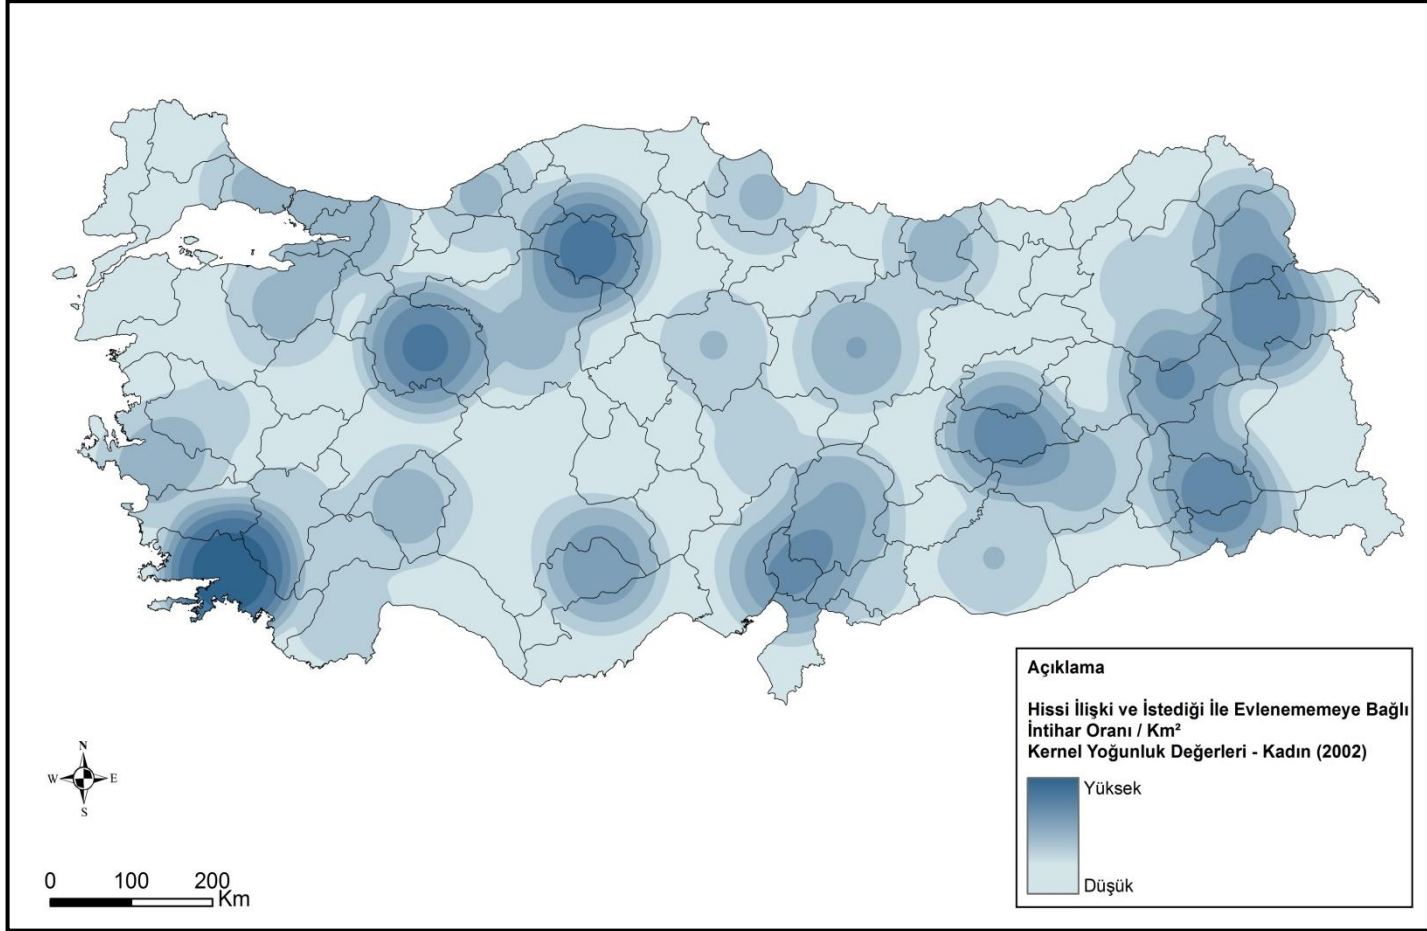 Açıklama
Hissi İlişki ve İstediği İle Evlenememeye Bağlı
İntihar Oranı / Km²
Kernel Yoğunluk Değerleri - Kadın (2002)
Yüksek
Düşük
N
W E
S
0 100 200
Km